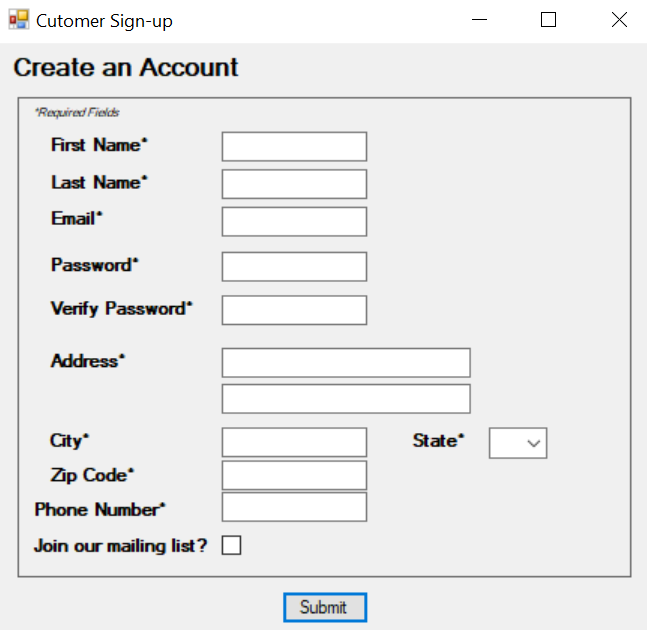 Cutomer Sign-up
Create an Account
*Required Fields
First Name*
Last Name*
Email*
Password*
Verify Password*
Address*
City* State*
Zip Code*
Phone Number*
Join our mailing list?
Submit